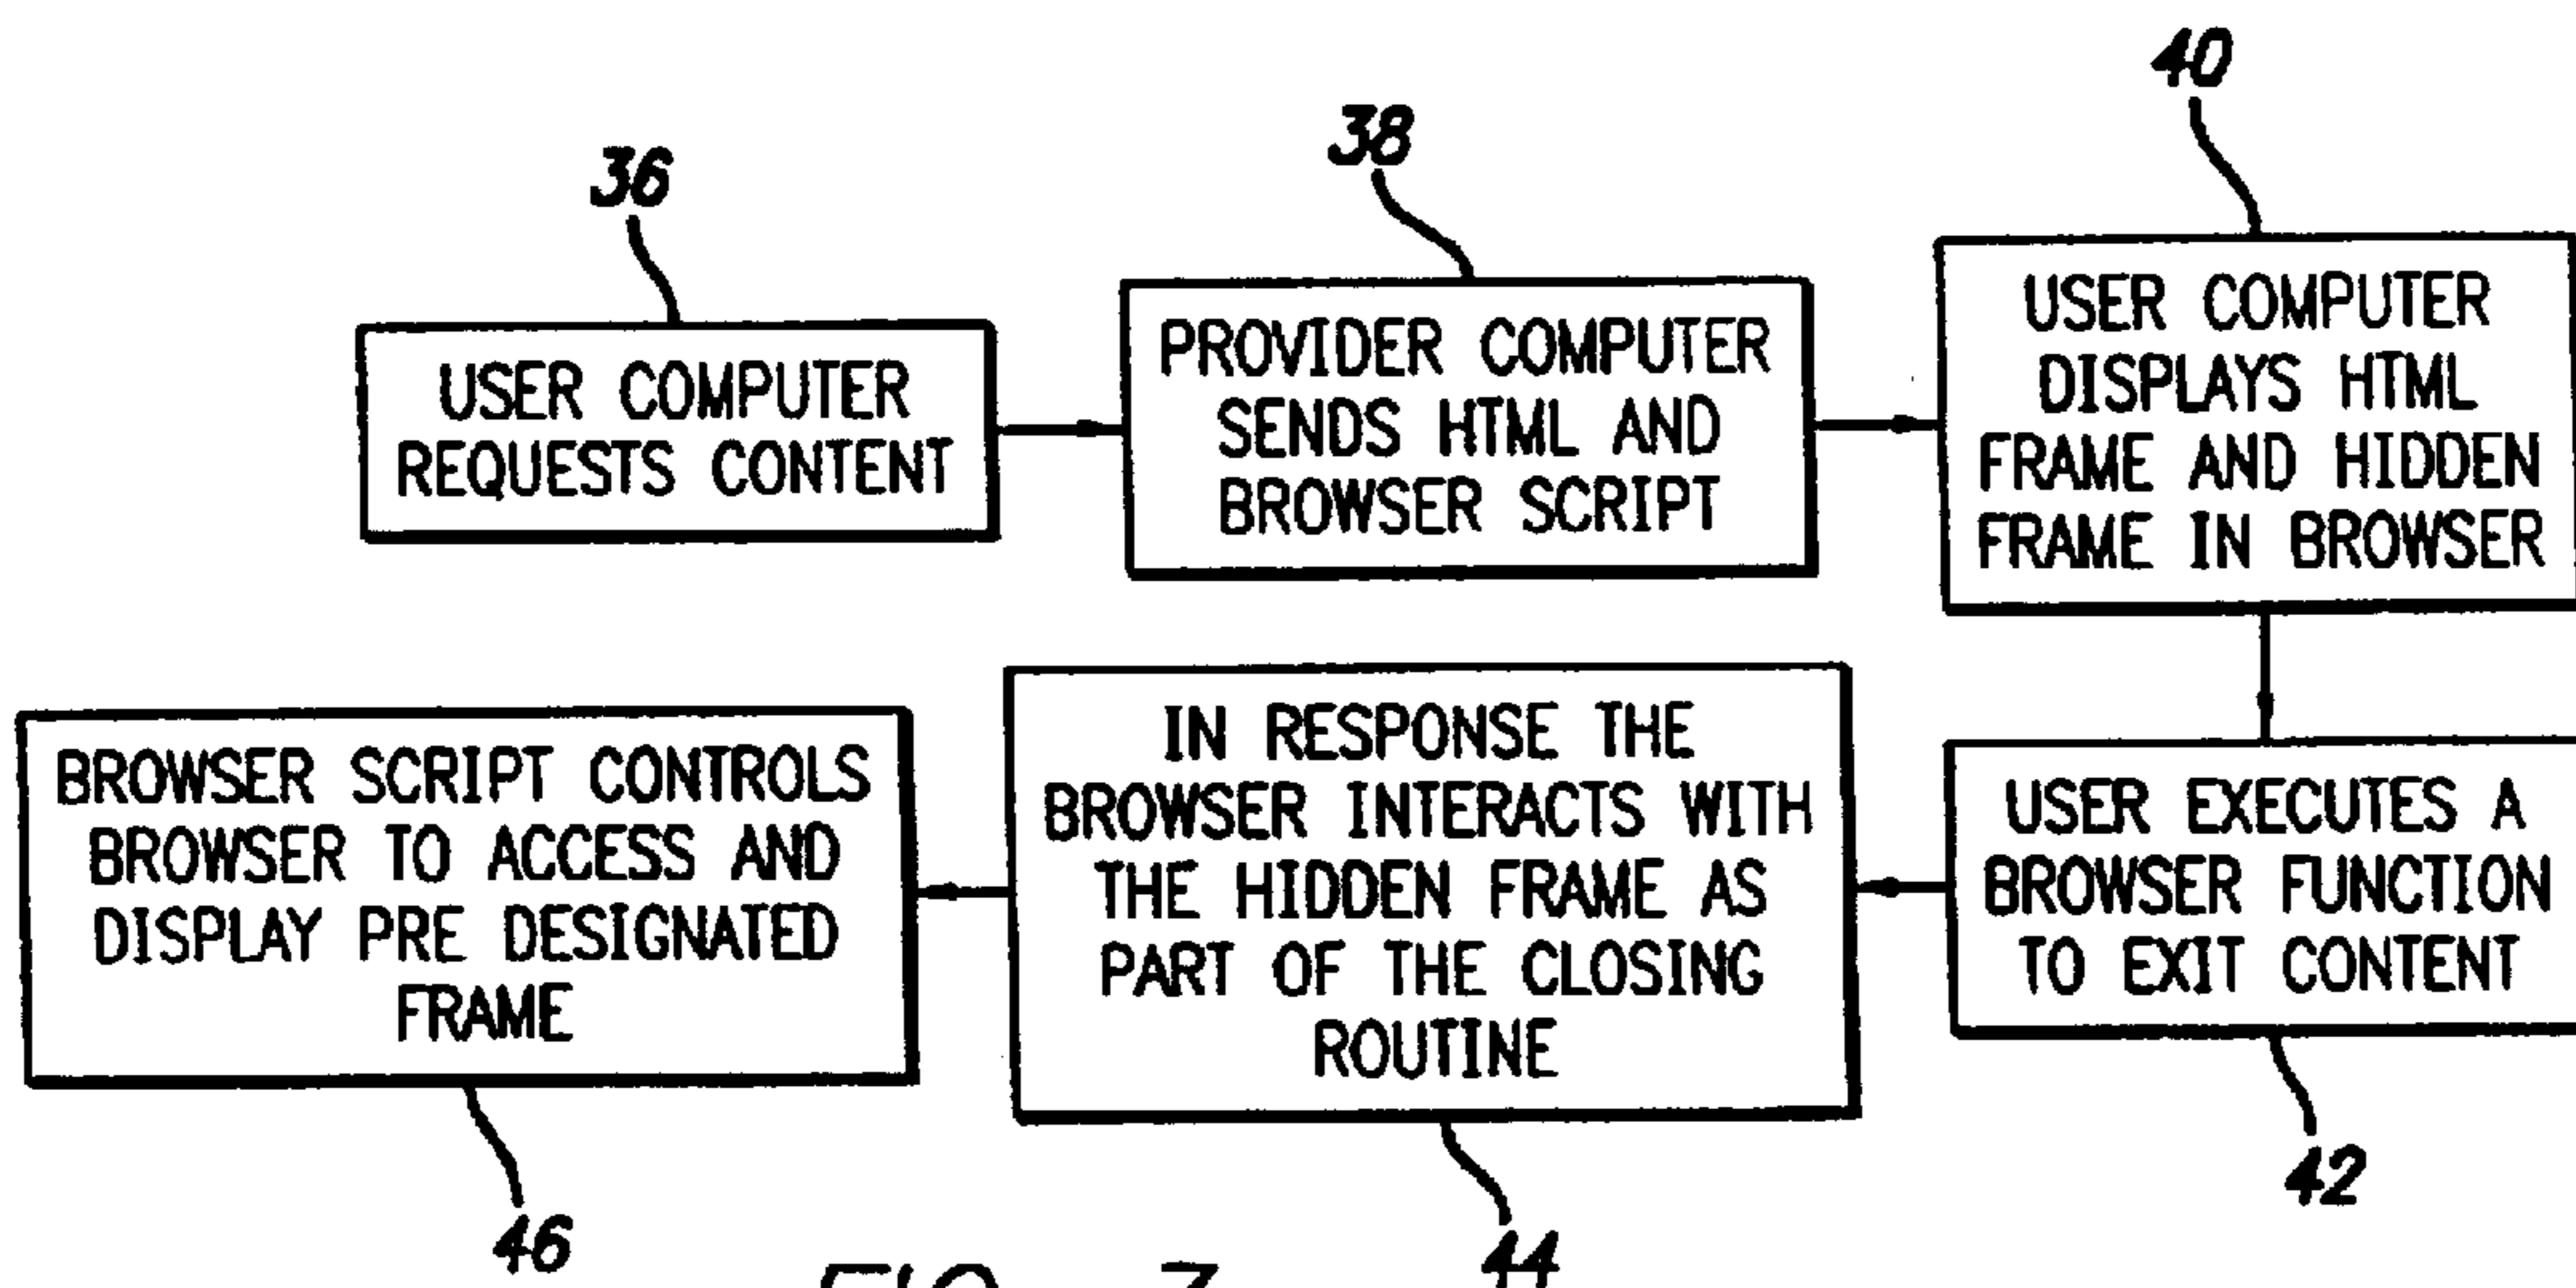 36
USER COMPUTER
REQUESTS CONTENT
38
PROVIDER COMPUTER
SENDS HTML AND
BROWSER SCRIPT
40
USER COMPUTER
DISPLAYS HTML
FRAME AND HIDDEN
FRAME IN BROWSER
USER EXECUTES A
BROWSER FUNCTION
TO EXIT CONTENT
42
IN RESPONSE THE
BROWSER INTERACTS WITH
THE HIDDEN FRAME AS
PART OF THE CLOSING
ROUTINE
44
BROWSER SCRIPT CONTROLS
BROWSER TO ACCESS AND
DISPLAY PRE DESIGNATED
FRAME
46